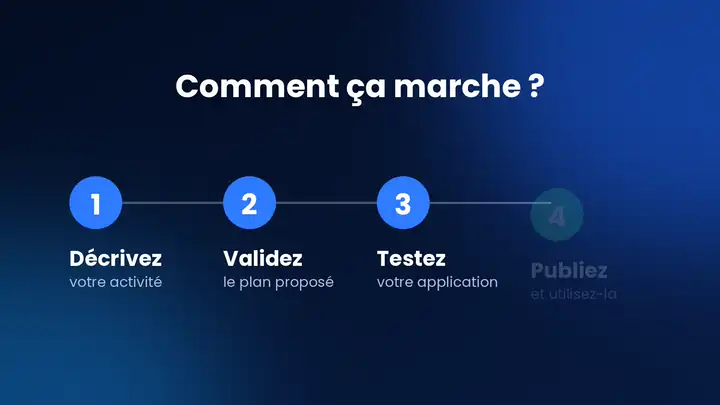 Comment ça marche ?
1
2
3
4
Décrivez
votre activité
Validez
le plan proposé
Testez
votre application
Publiez
et utilisez-la